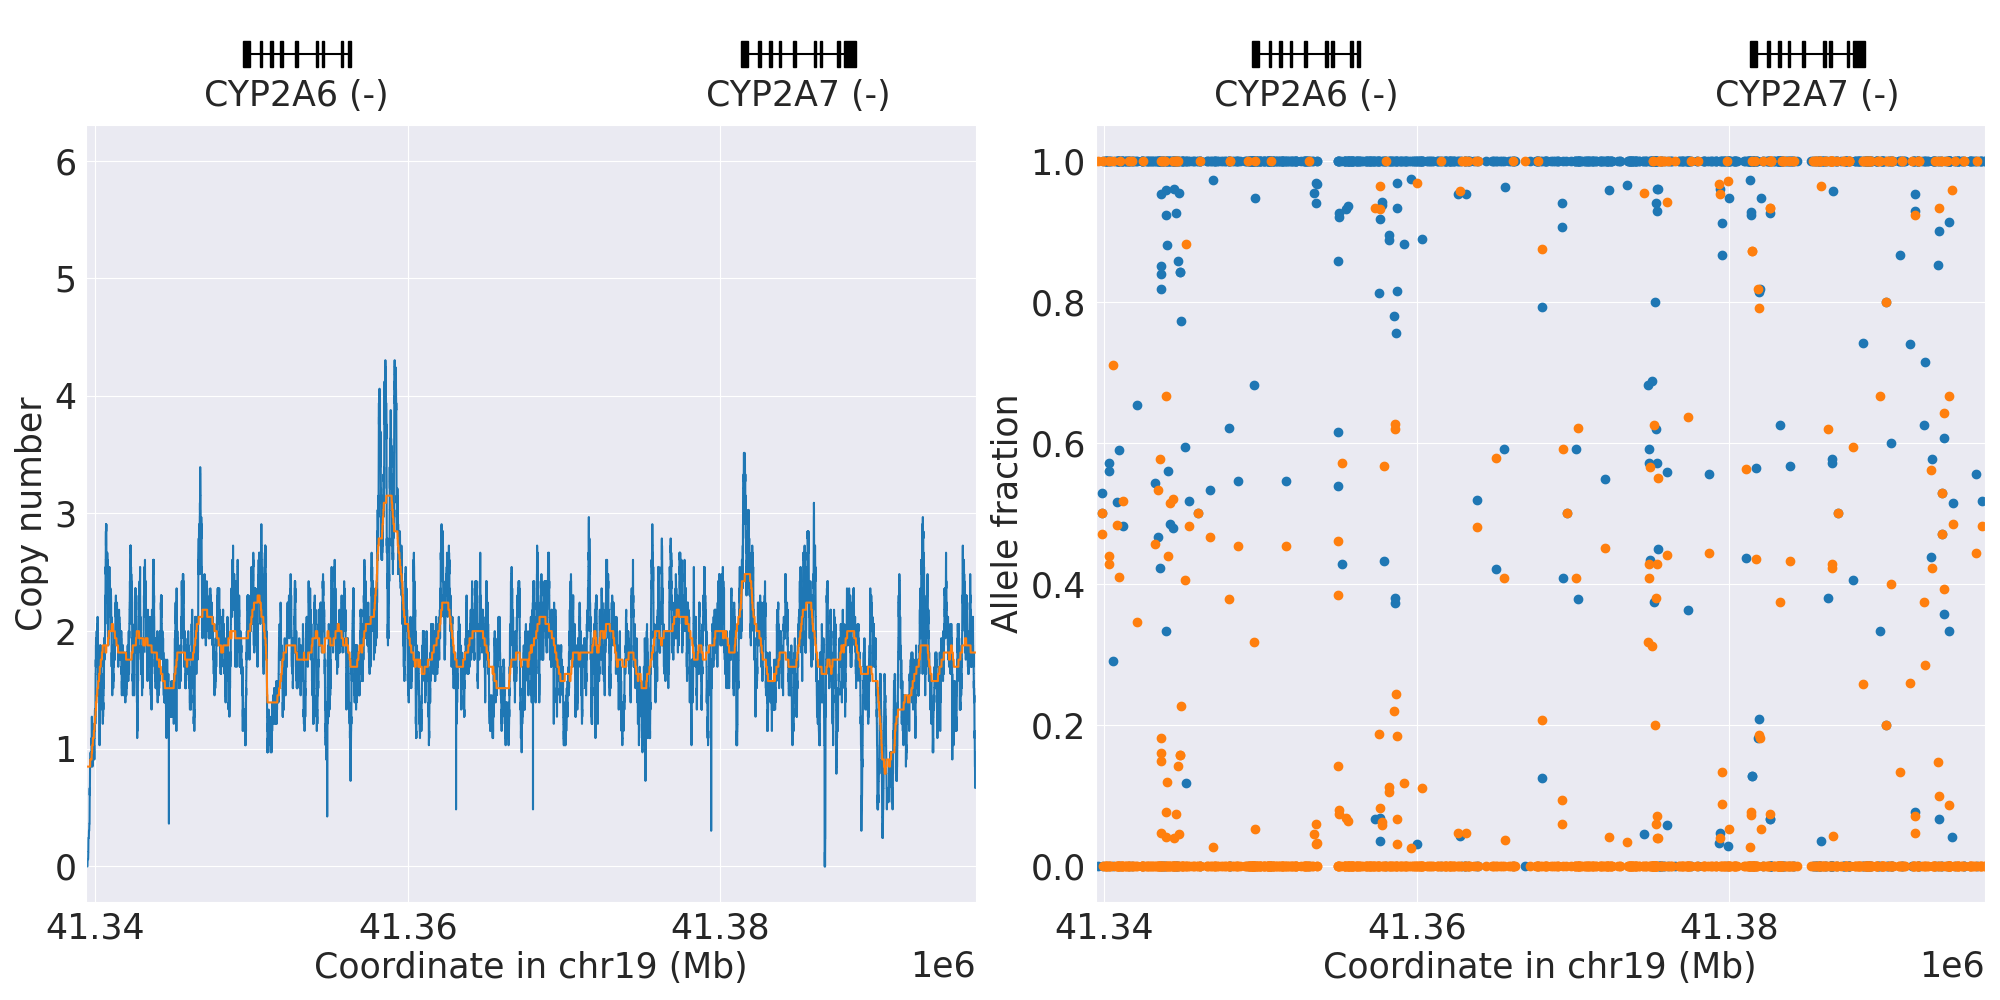 CYP2A6 (-) CYP2A7 (-) CYP2A6 (-) CYP2A7 (-)
6 1.0
5
0.8
4
0.6
3
0.4
2
0.2
1
0 0.0
Copy number
Allele fraction
41.34 41.36 41.38 41.34 41.36 41.38
Coordinate in chr19 (Mb) 1e6 Coordinate in chr19 (Mb) 1e6